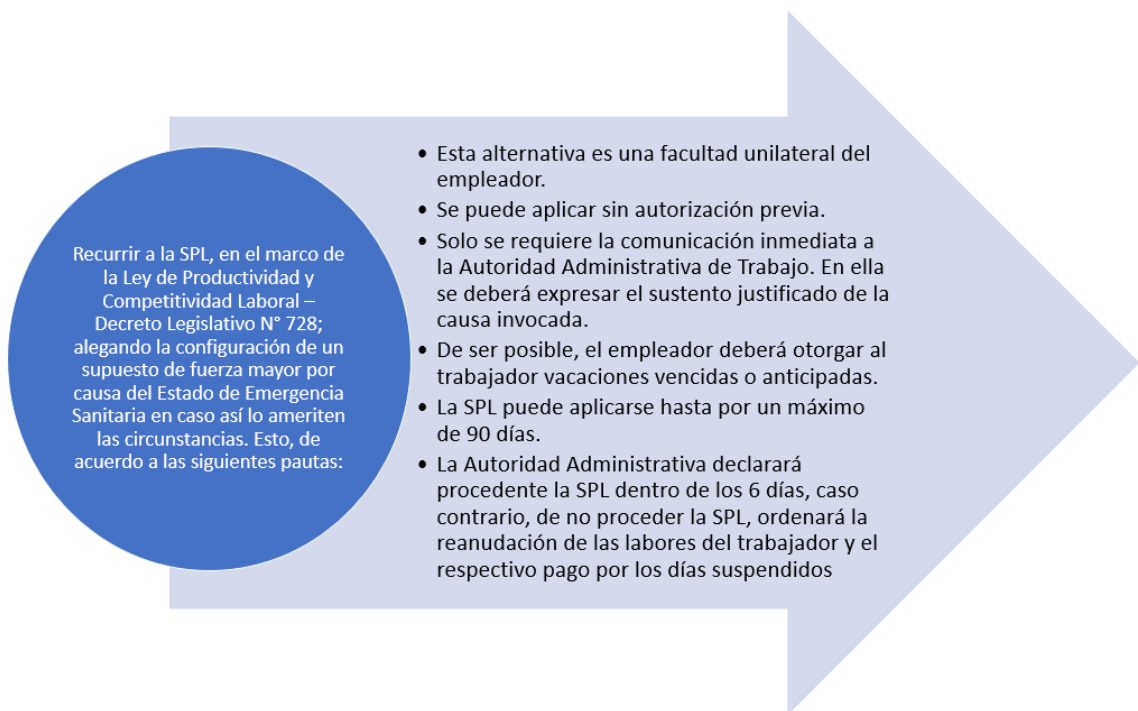 Recurrir a la SPL, en el marco de
la Ley de Productividad y
Competitividad Laboral –
Decreto Legislativo N° 728;
alegando la configuración de un
supuesto de fuerza mayor por
causa del Estado de Emergencia
Sanitaria en caso así lo ameriten
las circunstancias. Esto, de
acuerdo a las siguientes pautas:
• Esta alternativa es una facultad unilateral del
empleador.
• Se puede aplicar sin autorización previa.
• Solo se requiere la comunicación inmediata a
la Autoridad Administrativa de Trabajo. En ella
se deberá expresar el sustento justificado de la
causa invocada.
• De ser posible, el empleador deberá otorgar al
trabajador vacaciones vencidas o anticipadas.
• La SPL puede aplicarse hasta por un máximo
de 90 días.
• La Autoridad Administrativa declarará
procedente la SPL dentro de los 6 días, caso
contrario, de no proceder la SPL, ordenará la
reanudación de las labores del trabajador y el
respectivo pago por los días suspendidos